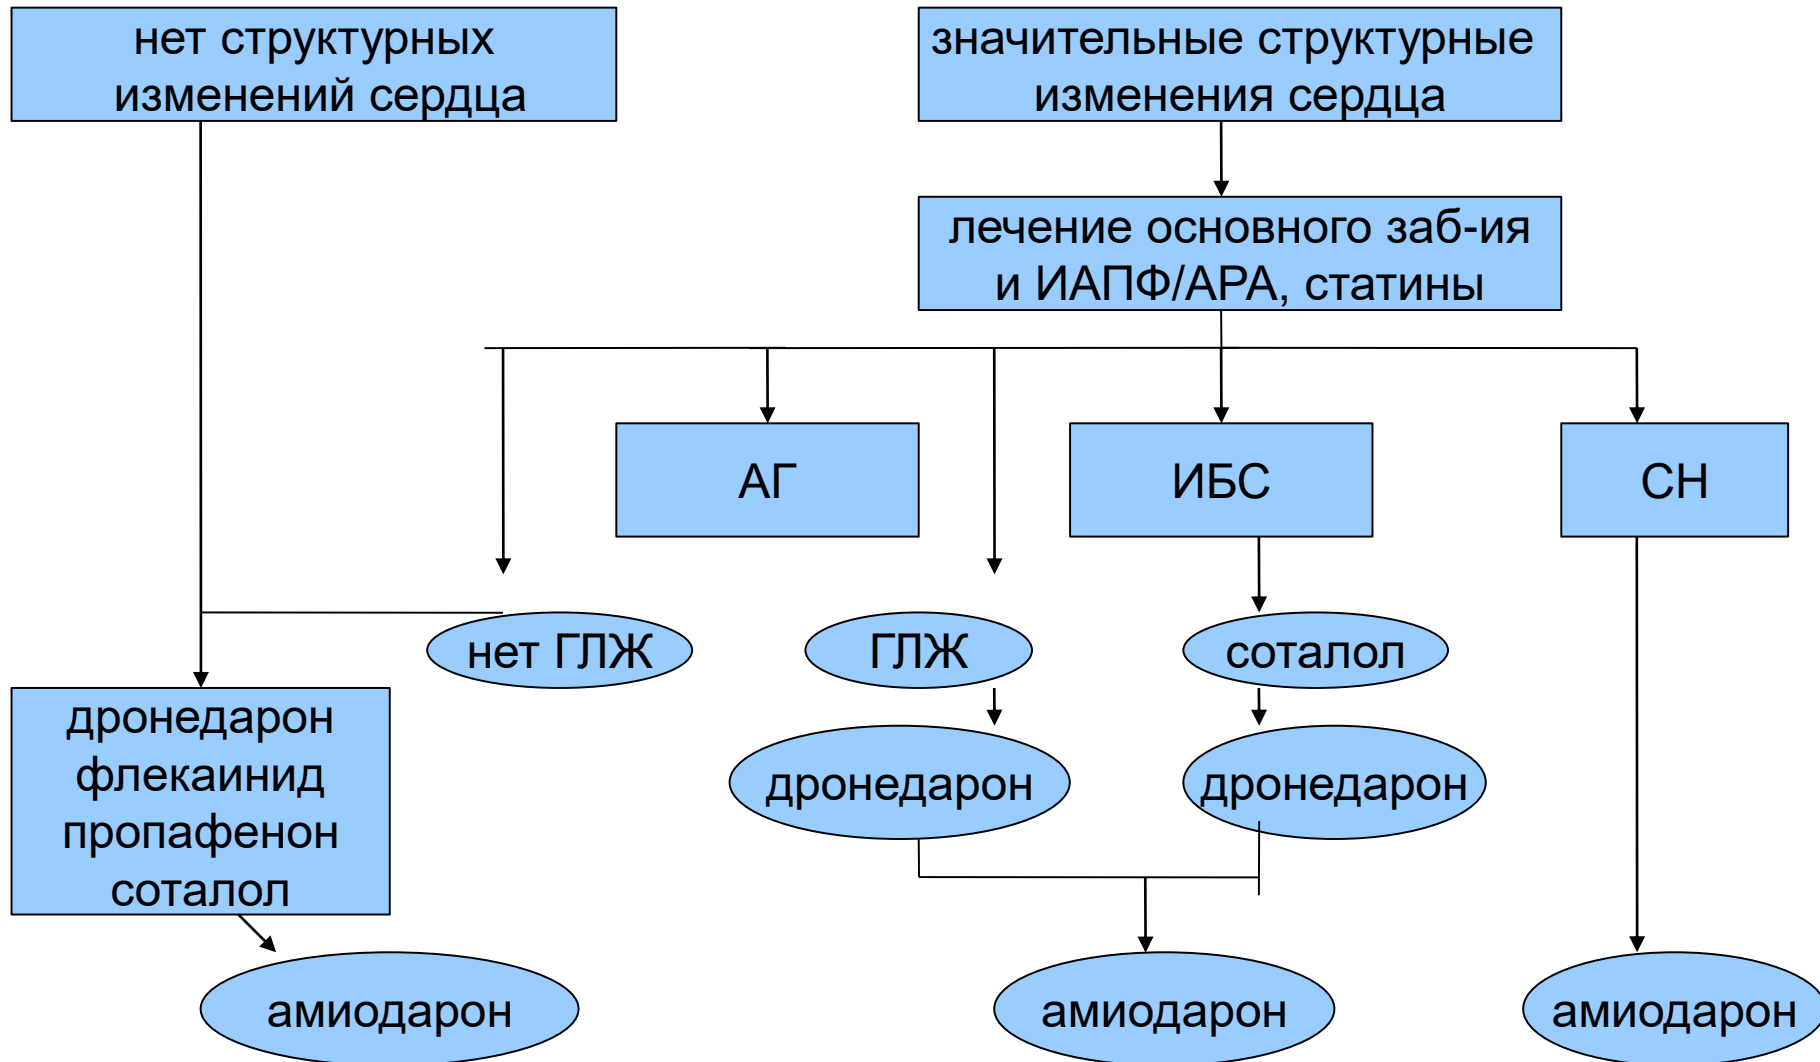 нет структурных
изменений сердца
значительные структурные
изменения сердца
лечение основного заб-ия
и ИАПФ/АРА, статины
АГ
ИБС
СН
нет ГЛЖ
ГЛЖ
соталол
дронедарон
флекаинид
пропафенон
соталол
дронедарон
дронедарон
амиодарон
амиодарон
амиодарон